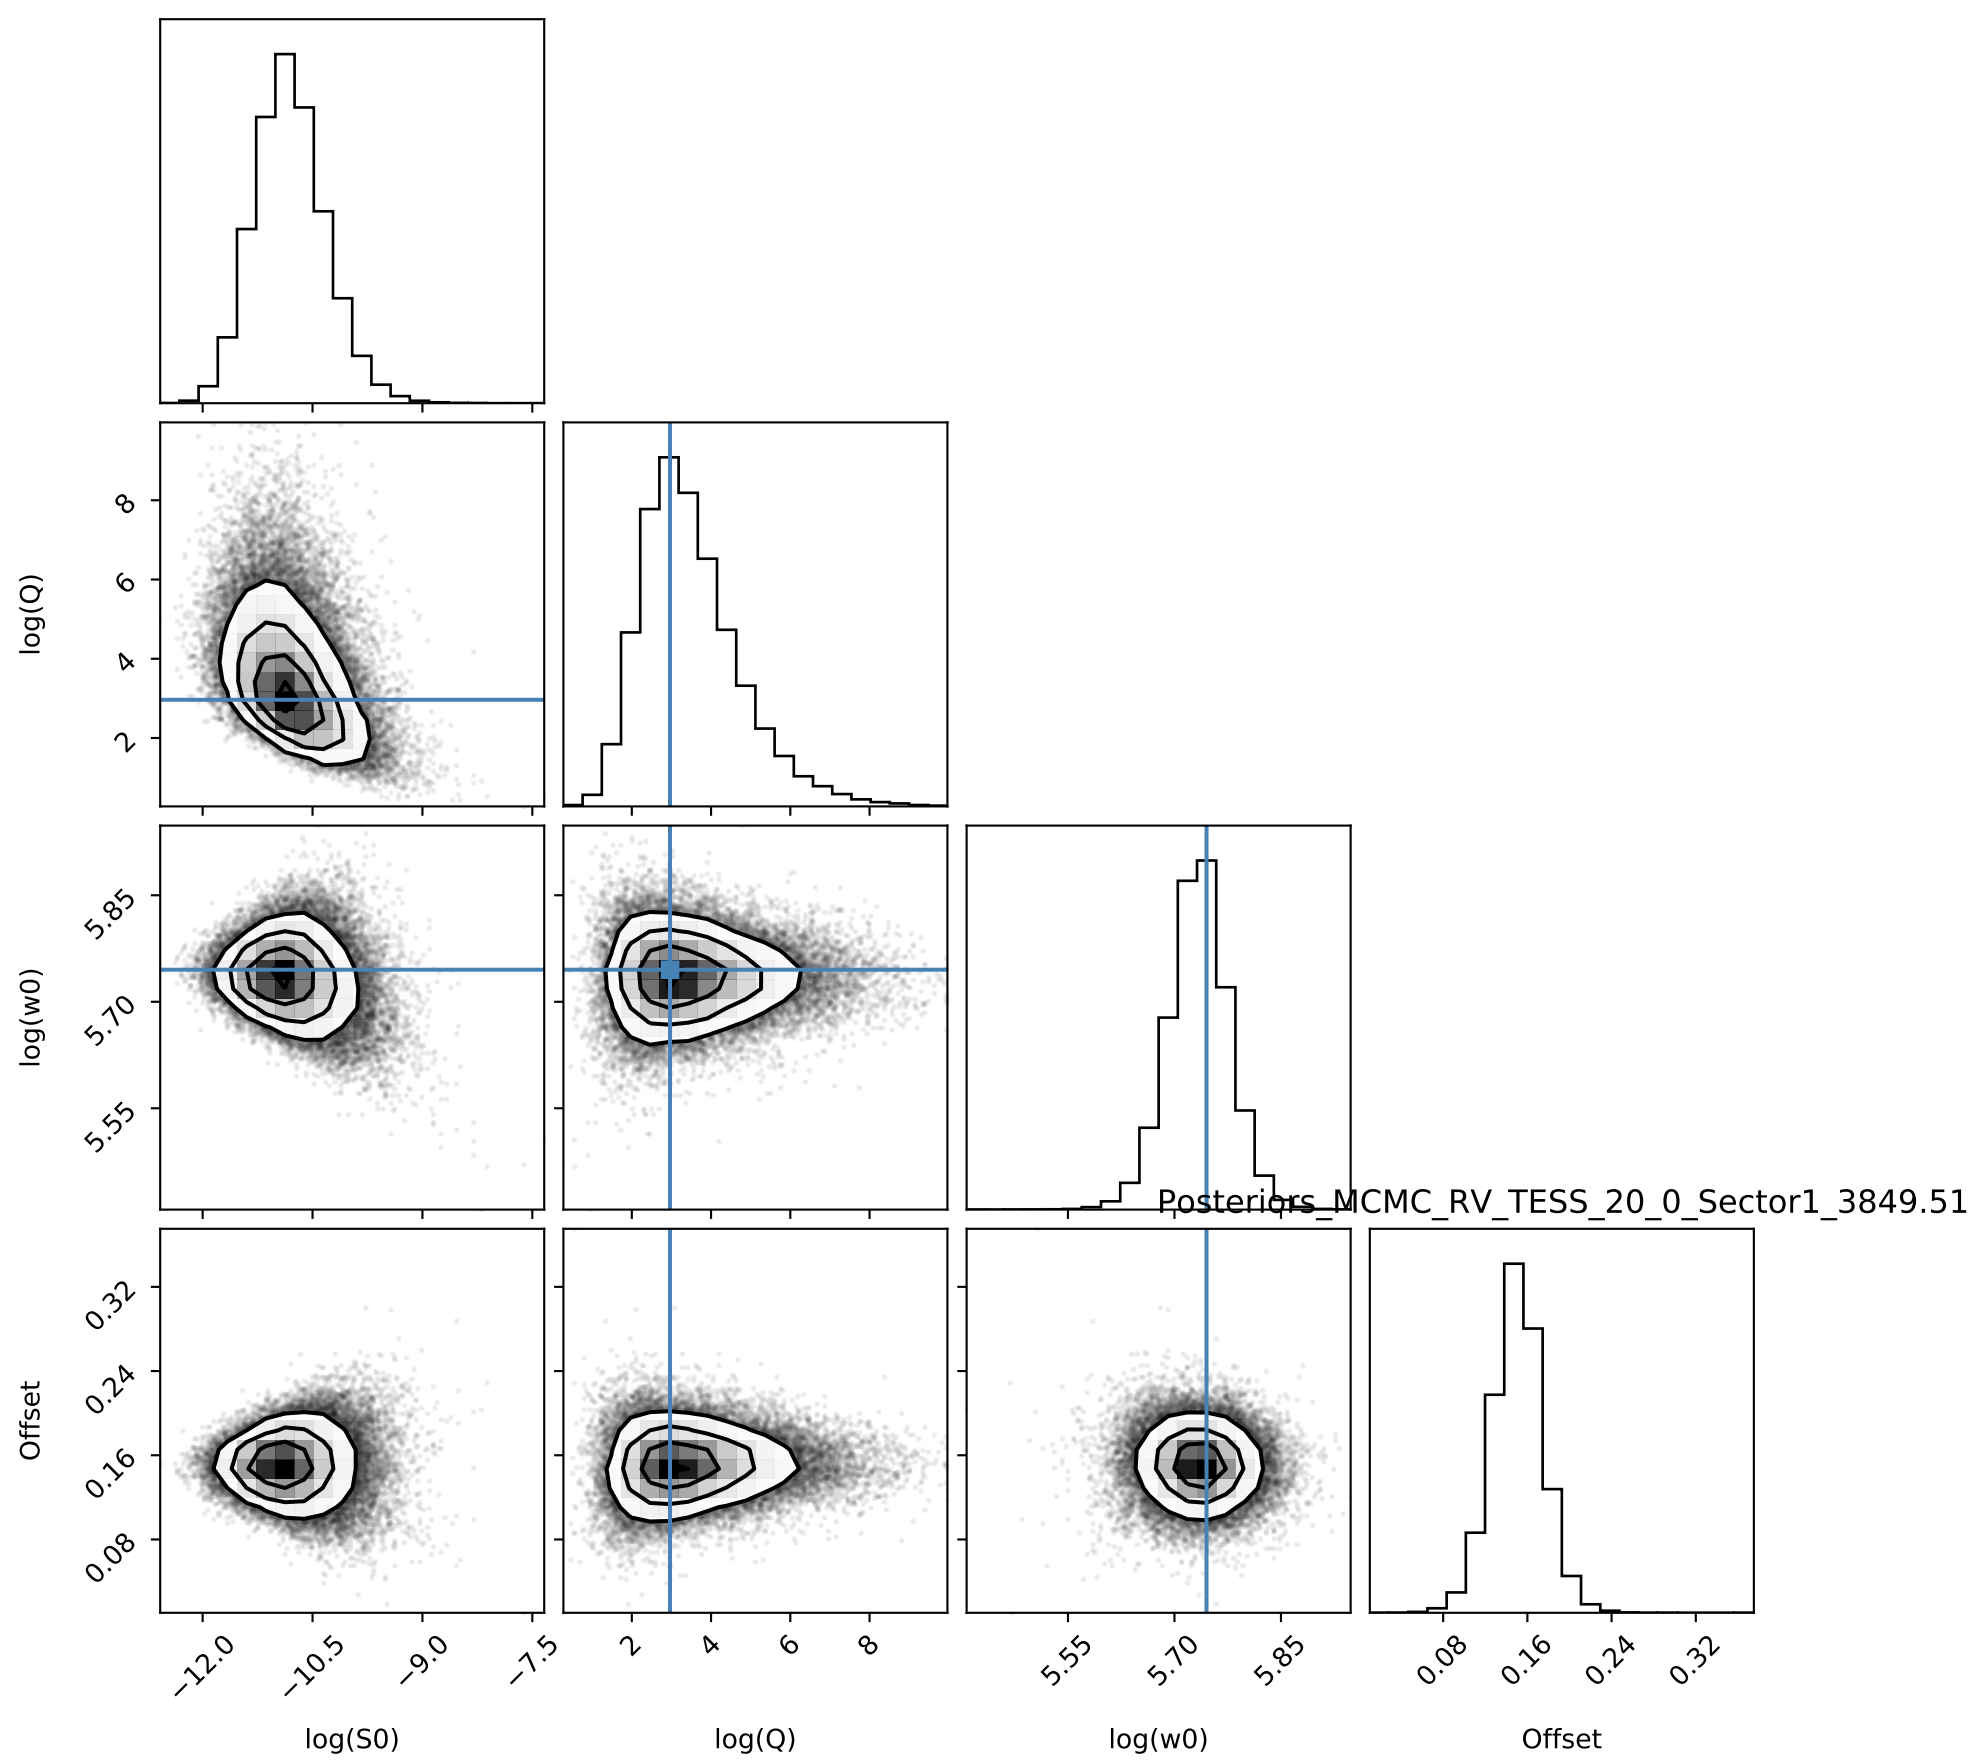 log(Q)
8
6
4
2
log(w0)
5.85
5.70
5.55
Posteriors_MCMC_RV_TESS_20_0_Sector1_3849.51
Offset
0.32
0.24
0.16
0.08
−12.0 −10.5 −9.0 −7.5 2 4 6 8 5.55 5.70 5.85 0.08 0.16 0.24 0.32
log(S0) log(Q) log(w0) Offset